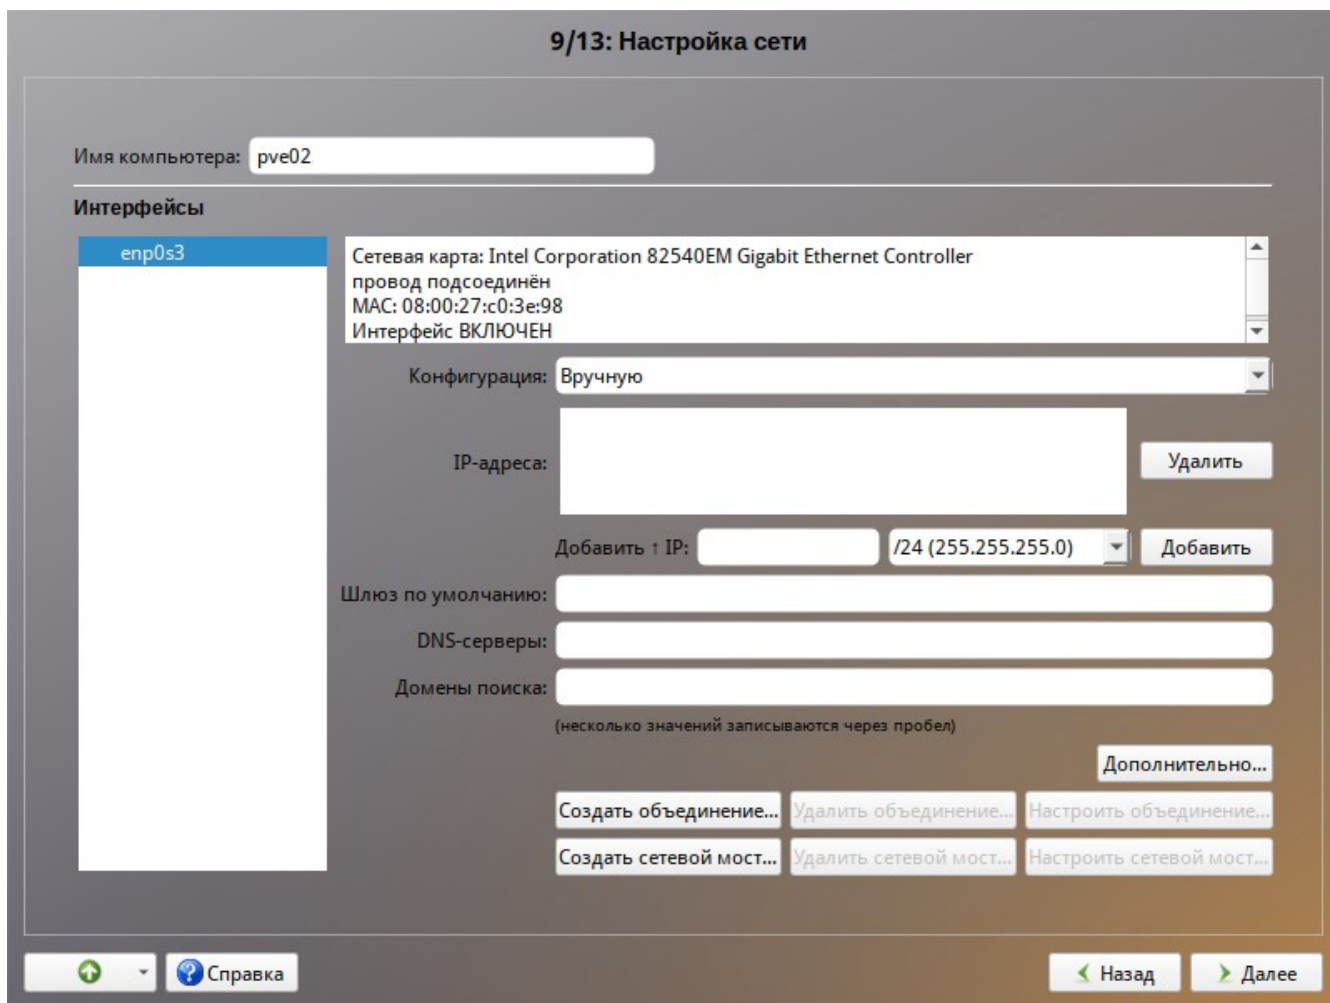 9/13: Настройка сети
Имя компьютера: pve02
Интерфейсы
enp0s3
Сетевая карта: Intel Corporation 82540EM Gigabit Ethernet Controller
провод подсоединён
MAC: 08:00:27:c0:3e:98
Интерфейс ВКЛЮЧЕН
Конфигурация: Вручную
IP-адреса: Удалить
Добавить ↑ IP: /24 (255.255.255.0) Добавить
Шлюз по умолчанию:
DNS-серверы:
Домены поиска:
(несколько значений записываются через пробел)
Дополнительно...
Создать объединение... Удалить объединение... Настроить объединение...
Создать сетевой мост... Удалить сетевой мост... Настроить сетевой мост...
Справка Назад Далее